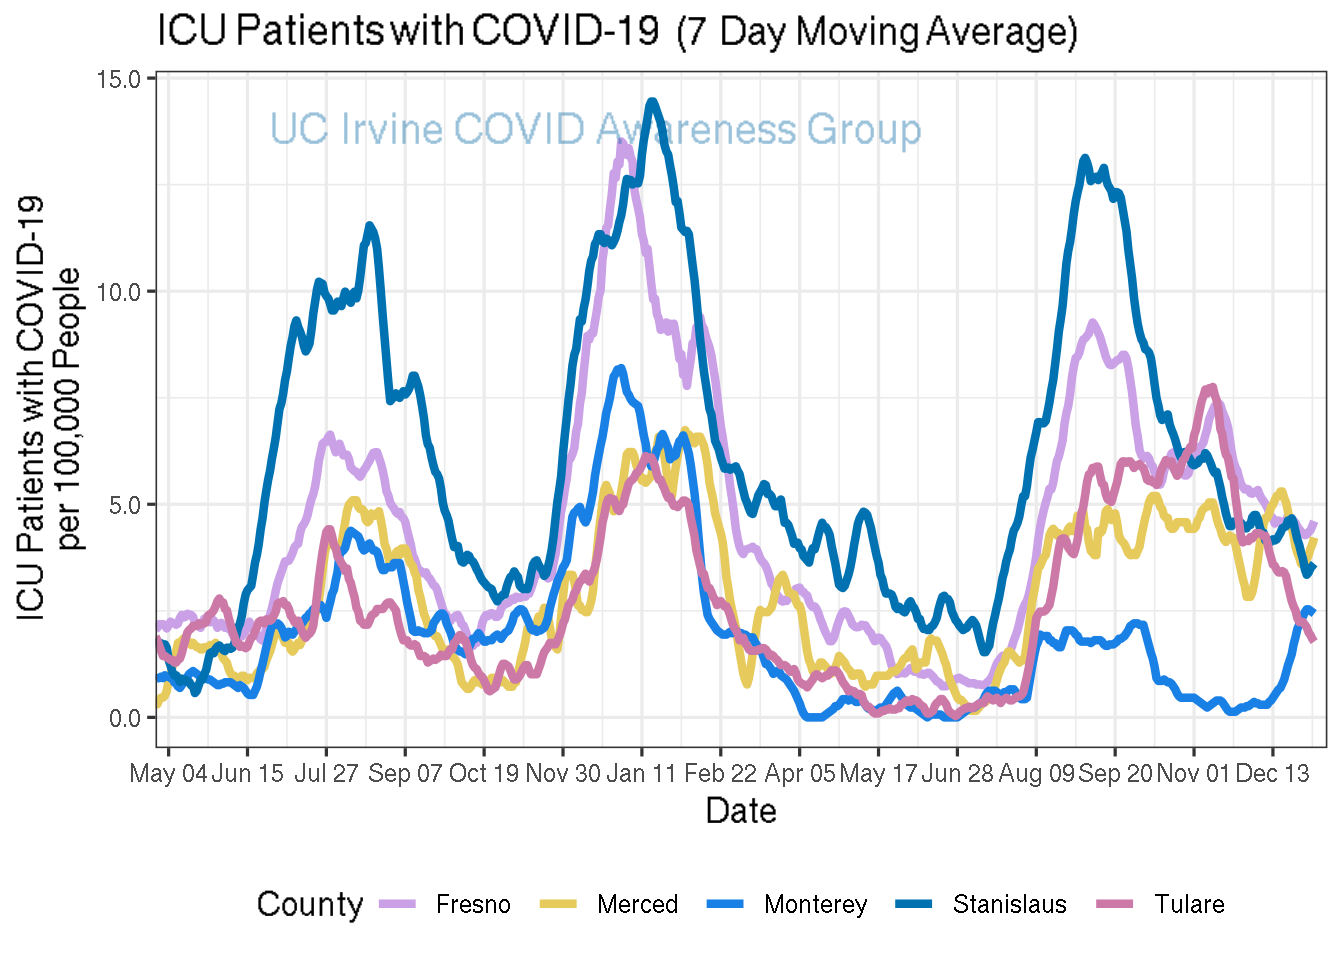 ICU Patients with COVID-19 (7 Day Moving Average)
UC Irvine COVID Awareness Group
ICU Patients with COVID-19
per 100,000 People
15.0
10.0
5.0
0.0
May 04 Jun 15 Jul 27 Sep 07 Oct 19 Nov 30 Jan 11 Feb 22 Apr 05 May 17 Jun 28 Aug 09 Sep 20 Nov 01 Dec 13
Date
County Fresno Merced Monterey Stanislaus Tulare